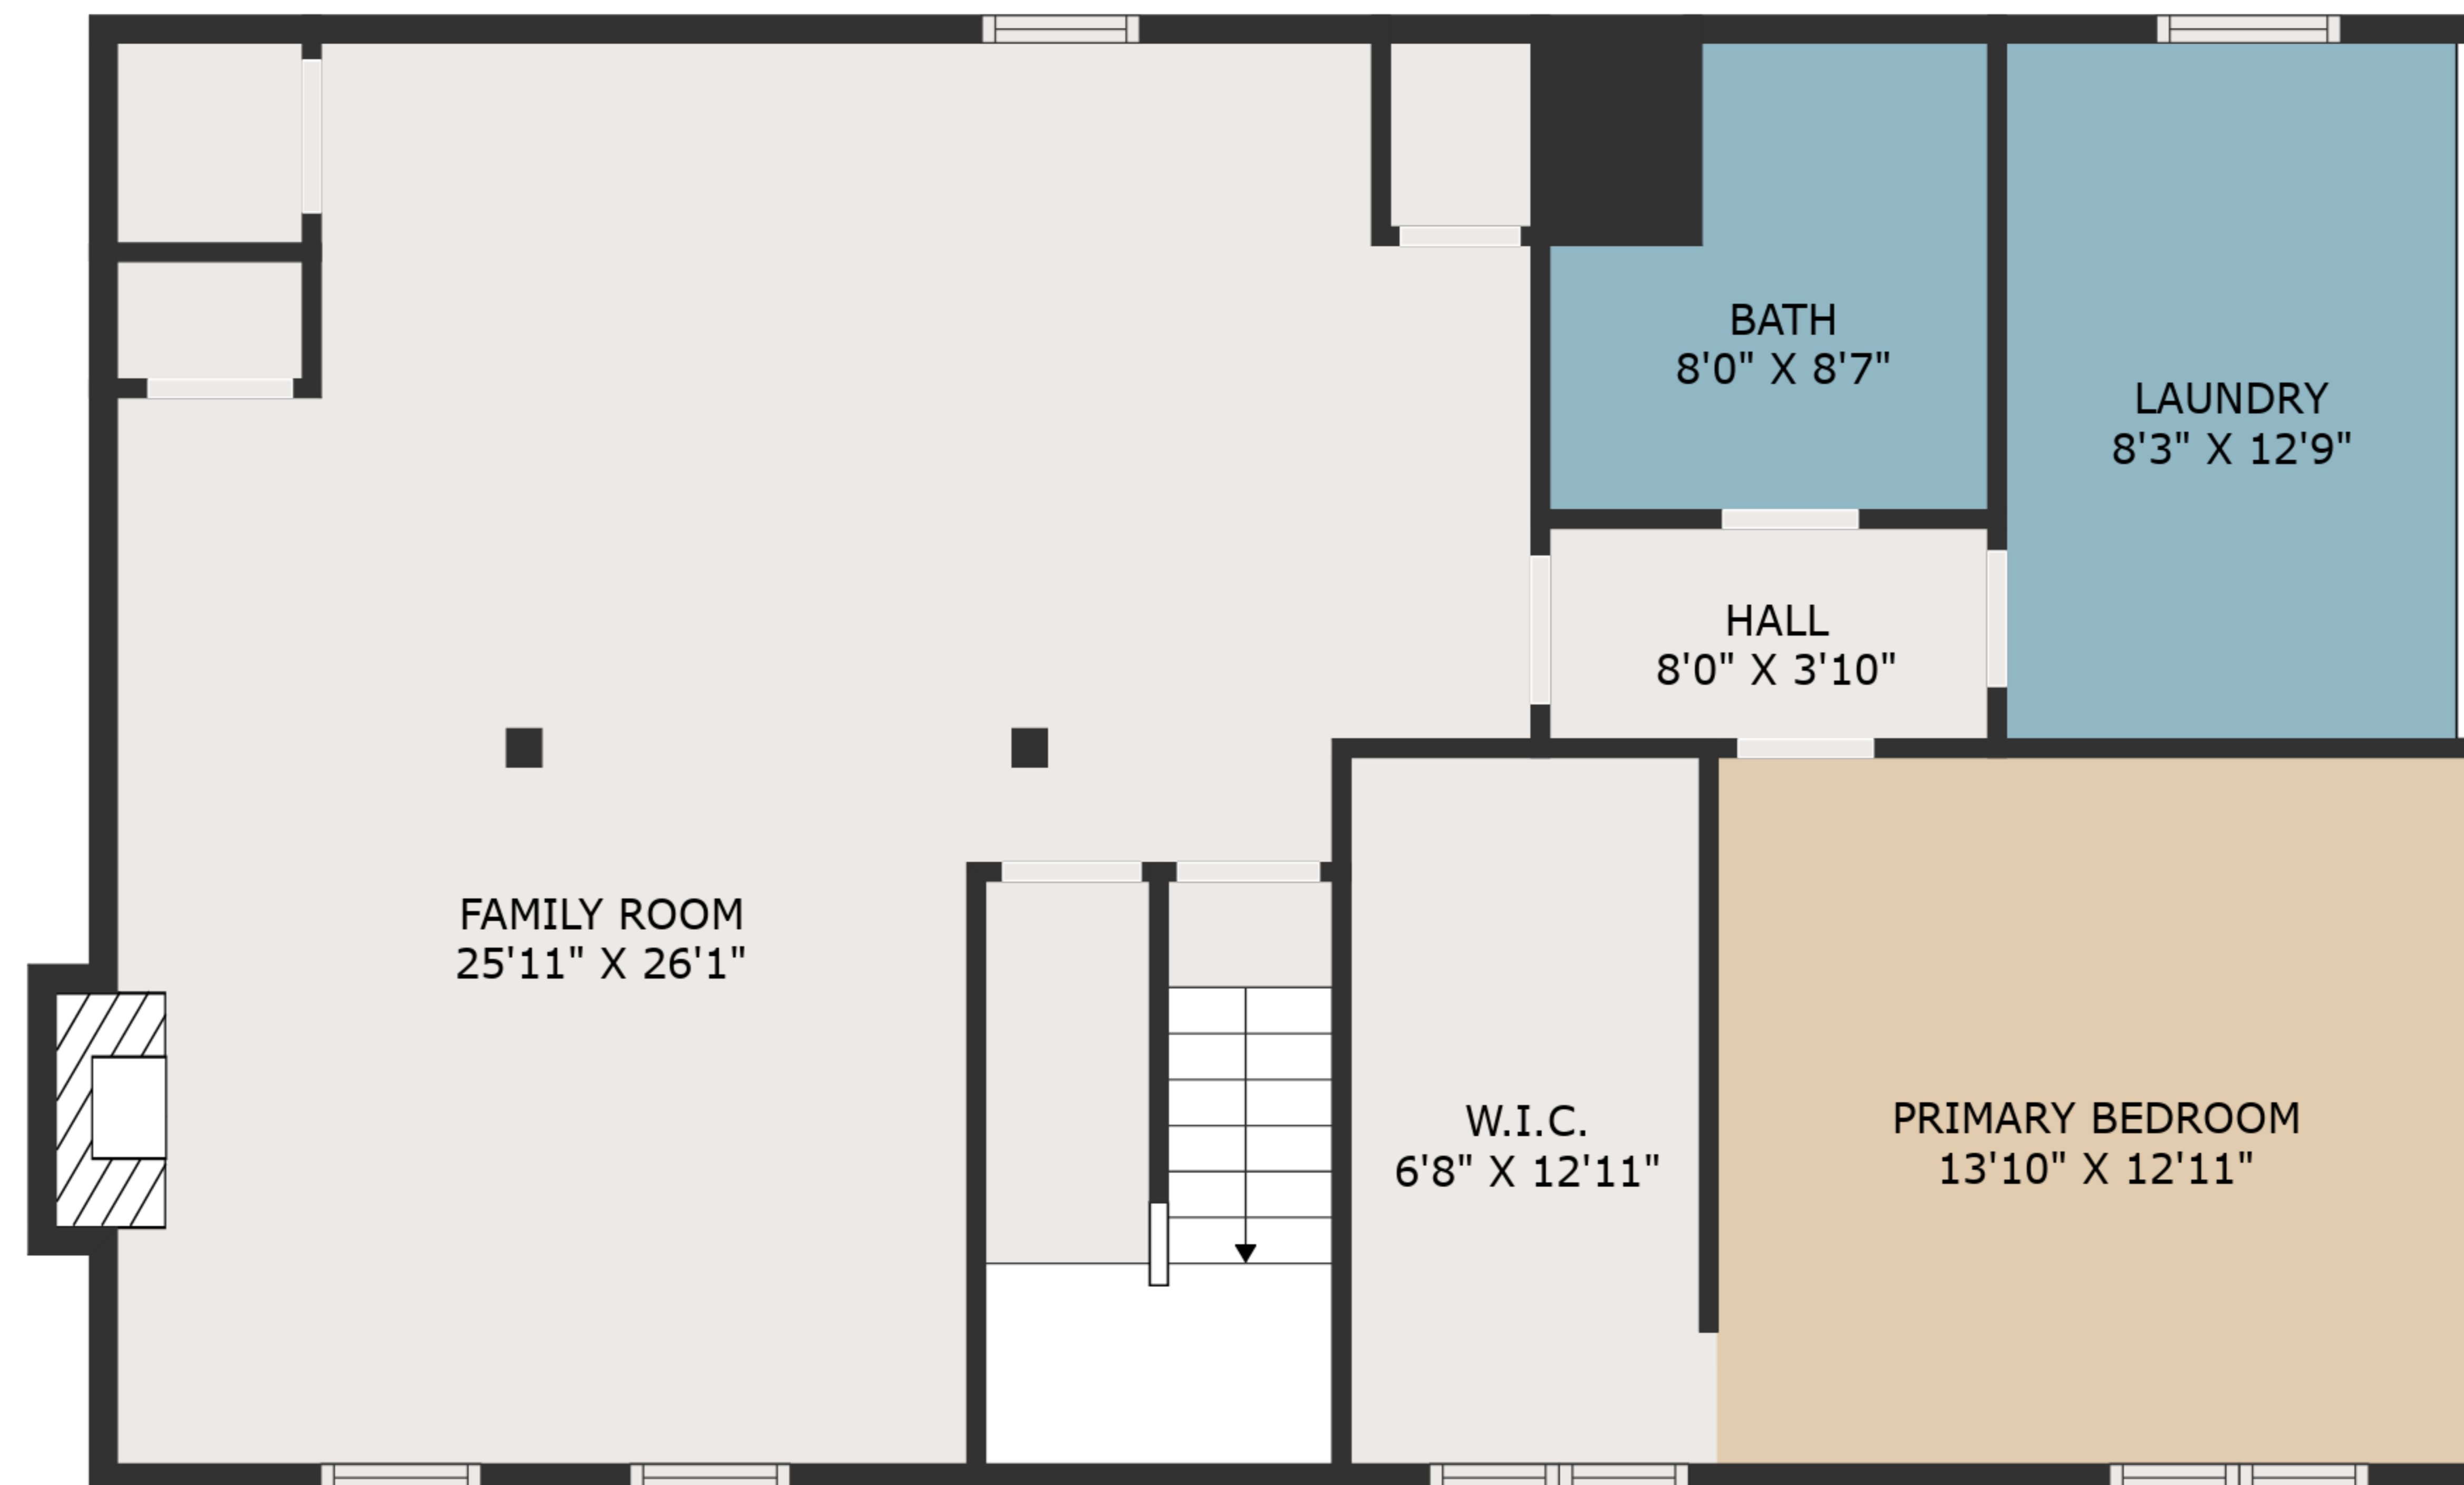 BATH
8'0" X 8'7"
LAUNDRY
8'3" X 12'9"
HALL
8'0" X 3'10"
FAMILY ROOM
25'11" X 26'1"
W.I.C.
6'8" X 12'11"
PRIMARY BEDROOM
13'10" X 12'11"